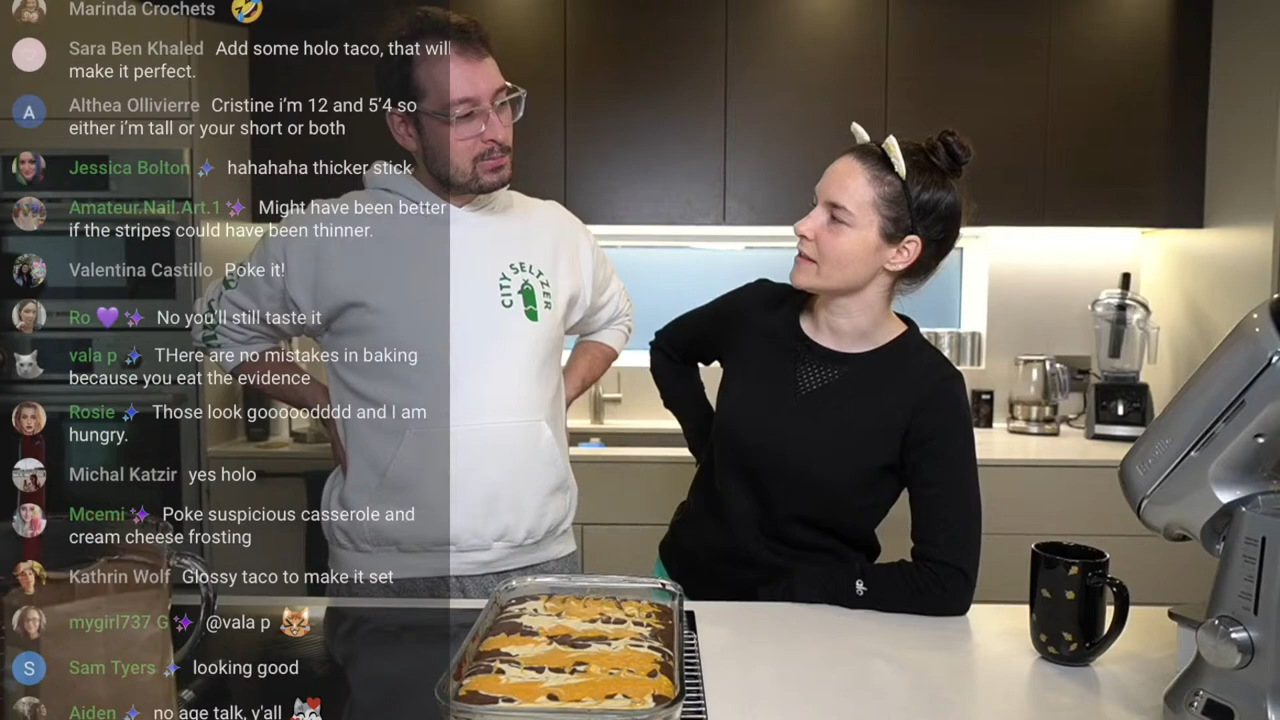 Marinda Crochets 🤣
Sara Ben Khaled Add some holo taco, that will
make it perfect.
A Althea Ollivierre Cristine i'm 12 and 5'4 so
either i'm tall or your short or both
Jessica Bolton hahahaha thicker stick
Amateur.Nail.Art.1 Might have been better
if the stripes could have been thinner.
Valentina Castillo Poke it!
Ro 💜 No you'll still taste it
vala p THere are no mistakes in baking
because you eat the evidence
Rosie Those look gooooodddd and I am
hungry.
Michal Katzir yes holo
Mcemi Poke suspicious casserole and
cream cheese frosting
Kathrin Wolf Glossy taco to make it set
mygirl737 G @vala p
S Sam Tyers looking good
Aiden no age talk, y'all
CITY SELTZER
Breville